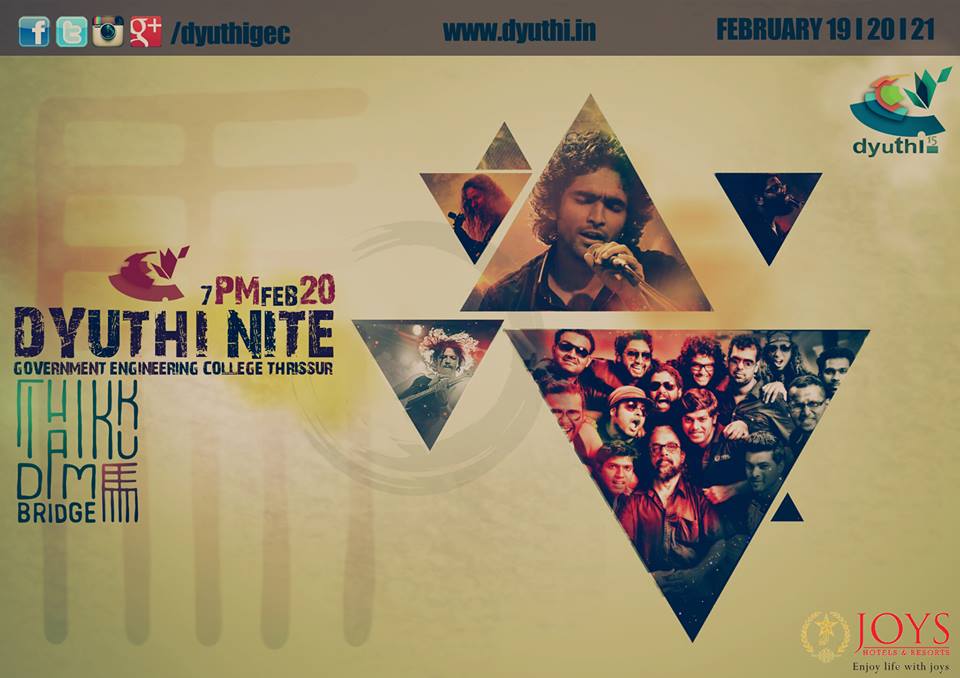 /dyuthigec
www.dyuthi.in
FEBRUARY 19 | 20 | 21
dyuthi 15
7 PM FEB 20
DYUTHI NITE
GOVERNMENT ENGINEERING COLLEGE THRISSUR
THAIKKUDAM
BRIDGE
JOYS
HOTELS & RESORTS
Enjoy life with joys